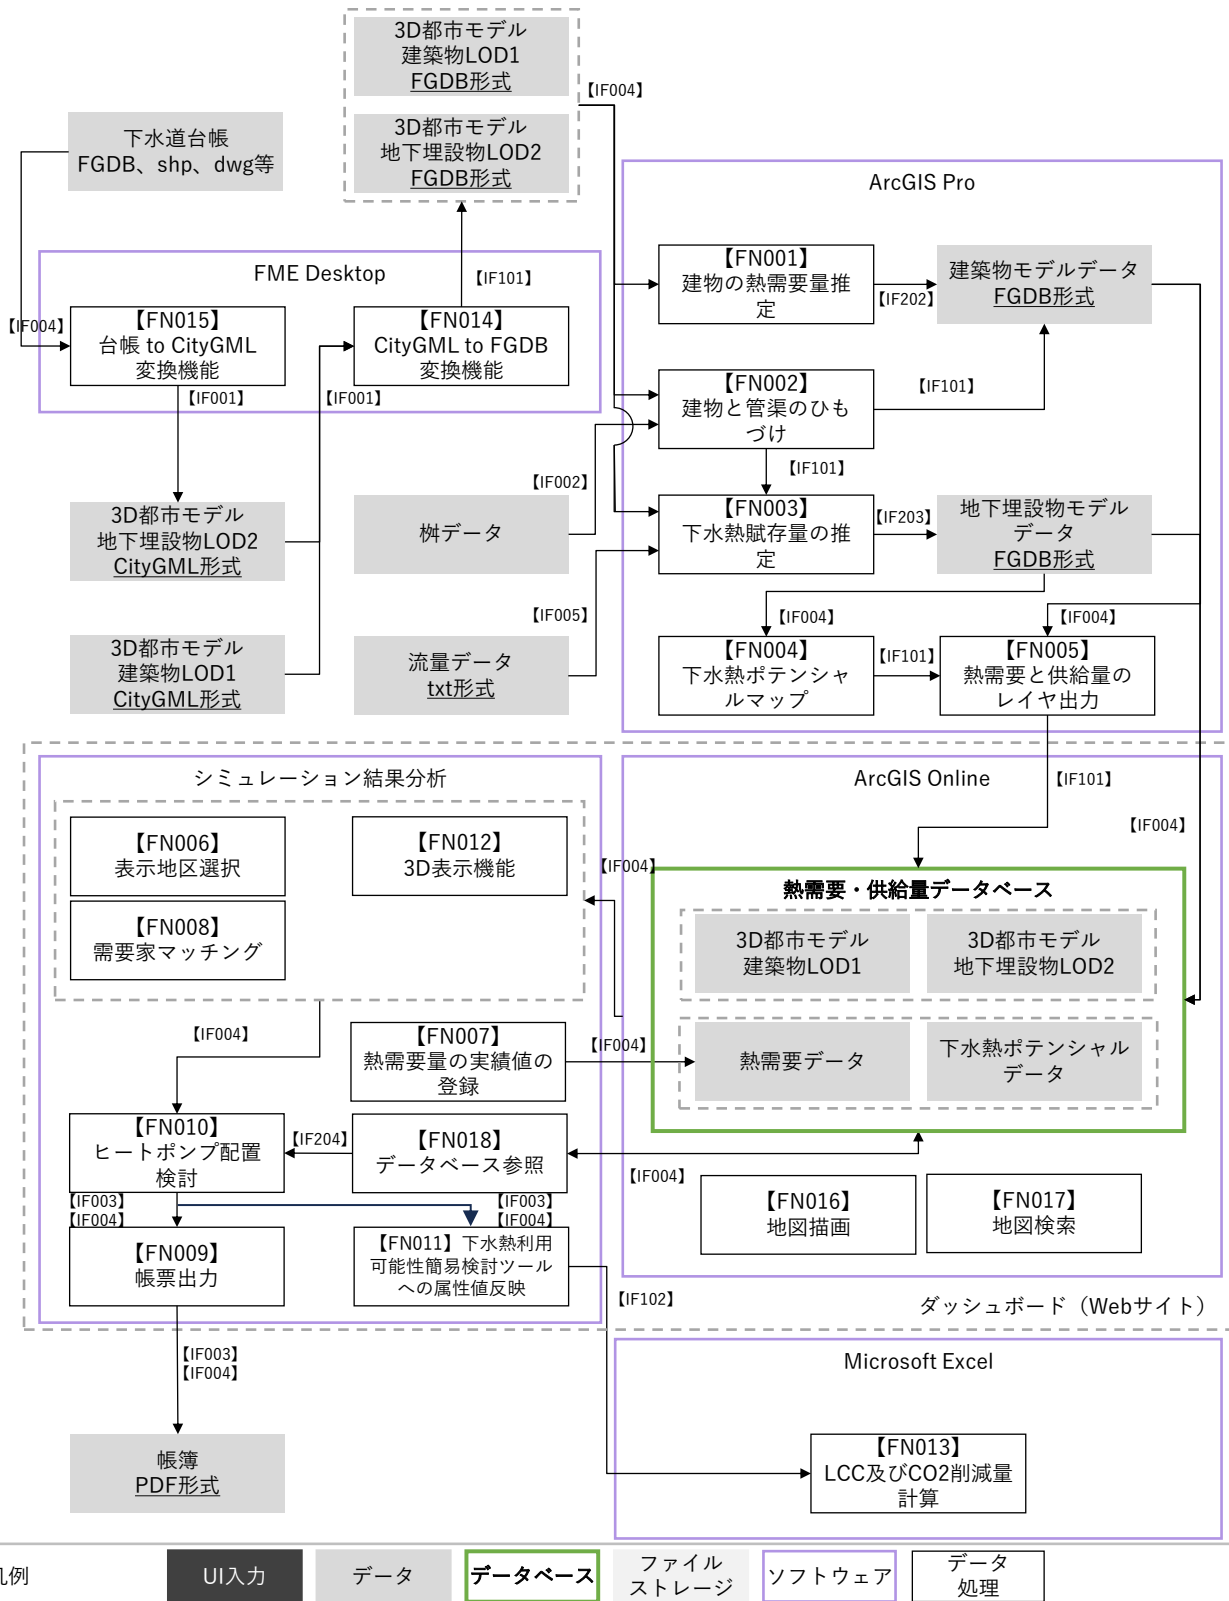 3D都市モデル
建築物LOD1
FGDB形式
3D都市モデル
地下埋設物LOD2
FGDB形式
【IF004】
下水道台帳
FGDB、shp、dwg等
ArcGIS Pro
FME Desktop
【IF101】
【IF004】
【FN015】
台帳 to CityGML
変換機能
【FN014】
CityGML to FGDB
変換機能
【IF001】
【IF001】
【FN001】
建物の熱需要量推
定
【IF202】
建築物モデルデータ
FGDB形式
【FN002】
建物と管渠のひも
づけ
【IF101】
【IF101】
【IF002】
3D都市モデル
地下埋設物LOD2
CityGML形式
桝データ
【FN003】
下水熱賦存量の推
定
【IF203】
地下埋設物モデル
データ
FGDB形式
【IF005】
【IF004】
【IF004】
3D都市モデル
建築物LOD1
CityGML形式
流量データ
txt形式
【FN004】
下水熱ポテンシャ
ルマップ
【IF101】
【FN005】
熱需要と供給量の
レイヤ出力
シミュレーション結果分析
ArcGIS Online
【IF101】
【IF004】
【FN006】
表示地区選択
【FN012】
3D表示機能
【IF004】
【FN008】
需要家マッチング
熱需要・供給量データベース
3D都市モデル
建築物LOD1
3D都市モデル
地下埋設物LOD2
【IF004】
【FN007】
熱需要量の実績値の
登録
【IF004】
熱需要データ
下水熱ポテンシャル
データ
【FN010】
ヒートポンプ配置
検討
【IF204】
【FN018】
データベース参照
【IF004】
【IF003】
【IF004】
【IF003】
【IF004】
【FN016】
地図描画
【FN017】
地図検索
【FN009】
帳票出力
【FN011】下水熱利用
可能性簡易検討ツール
への属性値反映
【IF102】
ダッシュボード（Webサイト）
【IF003】
【IF004】
Microsoft Excel
帳簿
PDF形式
【FN013】
LCC及びCO2削減量
計算
例
UI入力
データ
データベース
ファイル
ストレージ
ソフトウェア
データ
処理